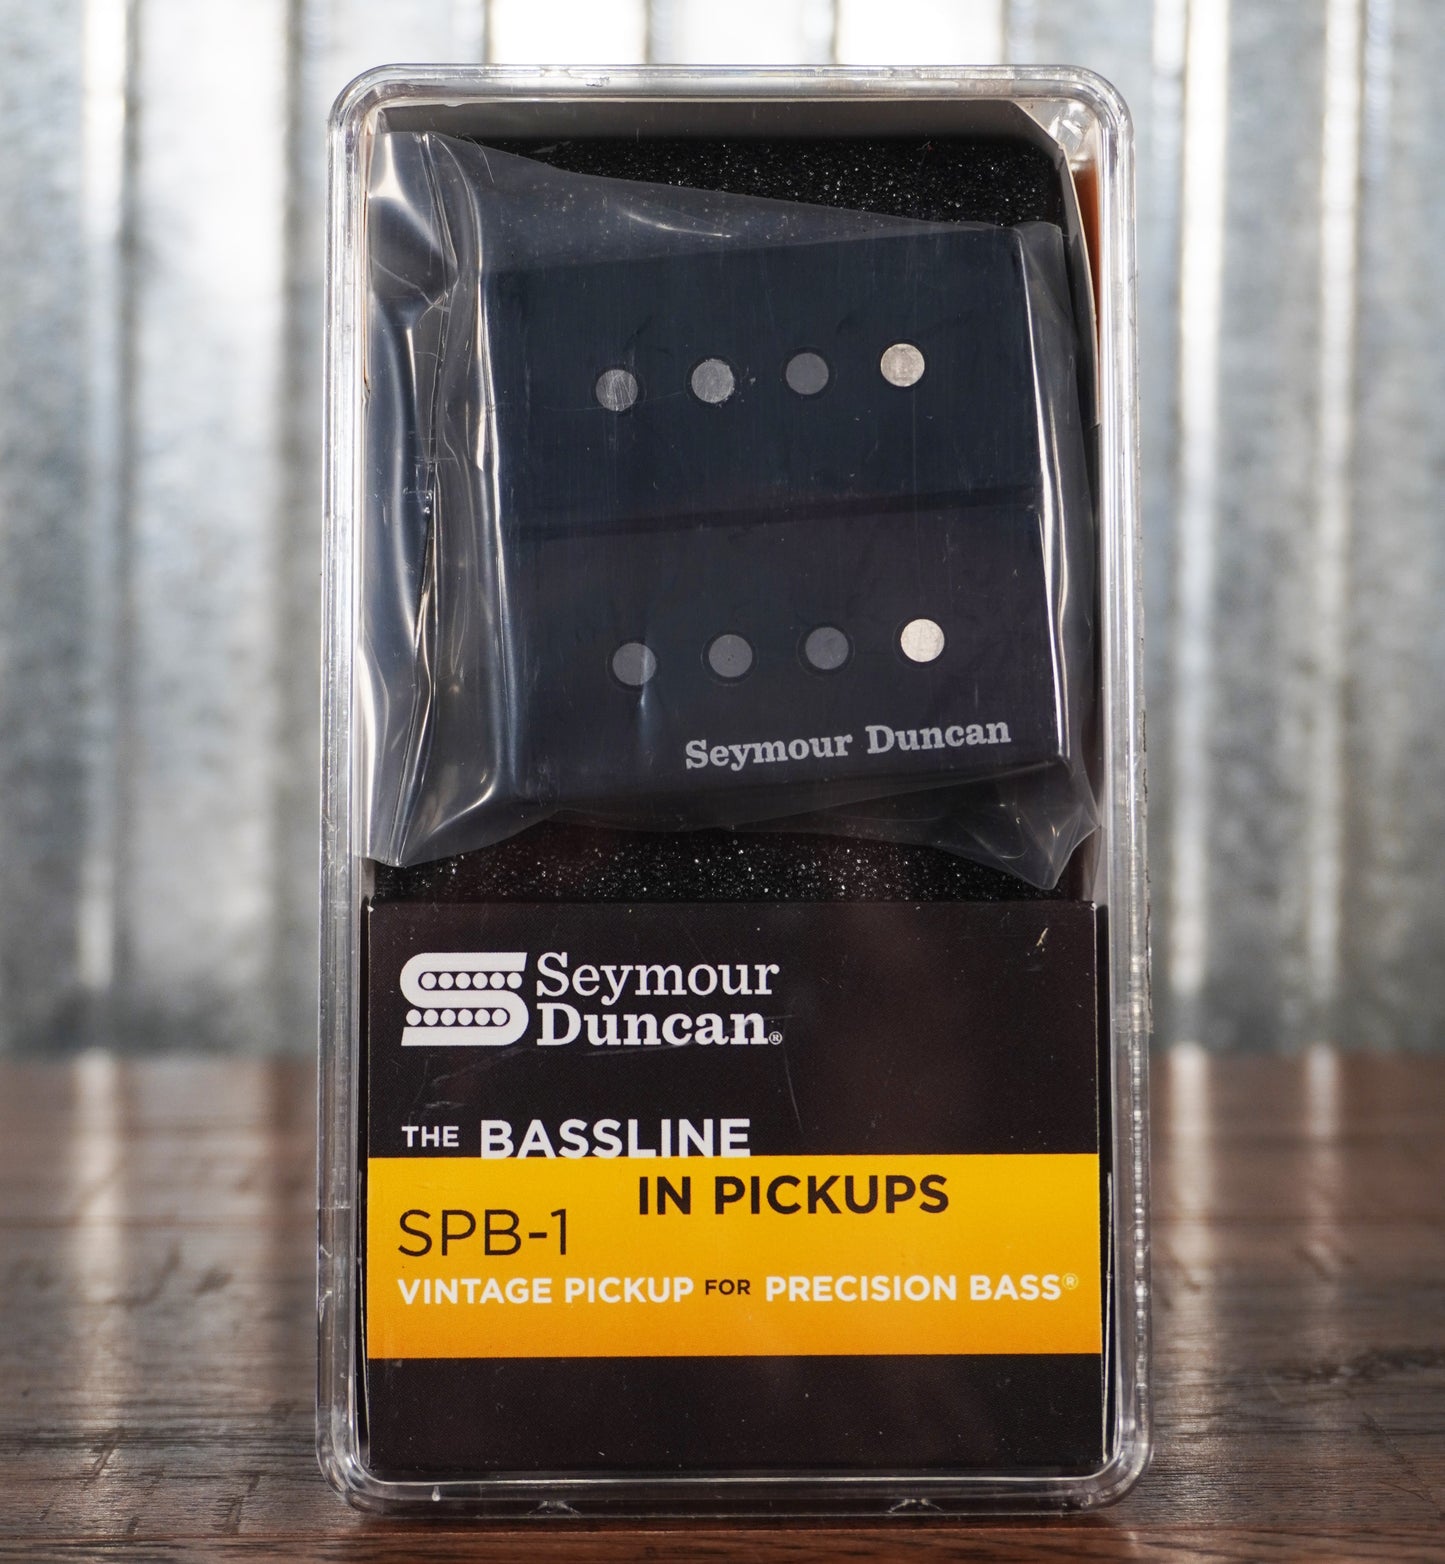 Seymour Duncan
Seymour
Duncan®
THE BASSLINE
IN PICKUPS
SPB-1
VINTAGE PICKUP FOR PRECISION BASS®